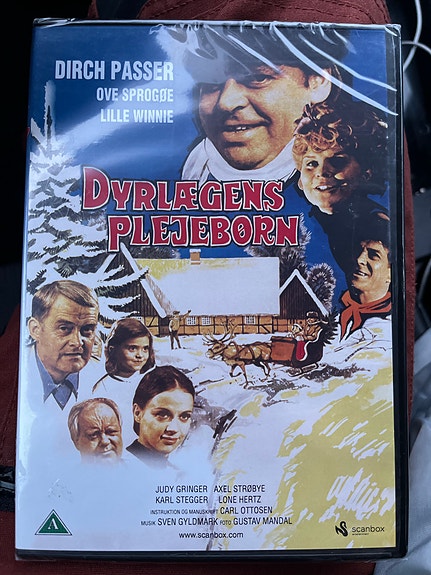 DIRCH PASSER
OVE SPROGØE
LILLE WINNIE
DYRLÆGENS
PLEJEBØRN
JUDY GRINGER AXEL STRØBYE
KARL STEGGER LONE HERTZ
INSTRUKTION OG MANUSKRIPT CARL OTTOSEN
MUSIK SVEN GYLDMARK FOTO GUSTAV MANDAL
www.scanbox.com
A
scanbox